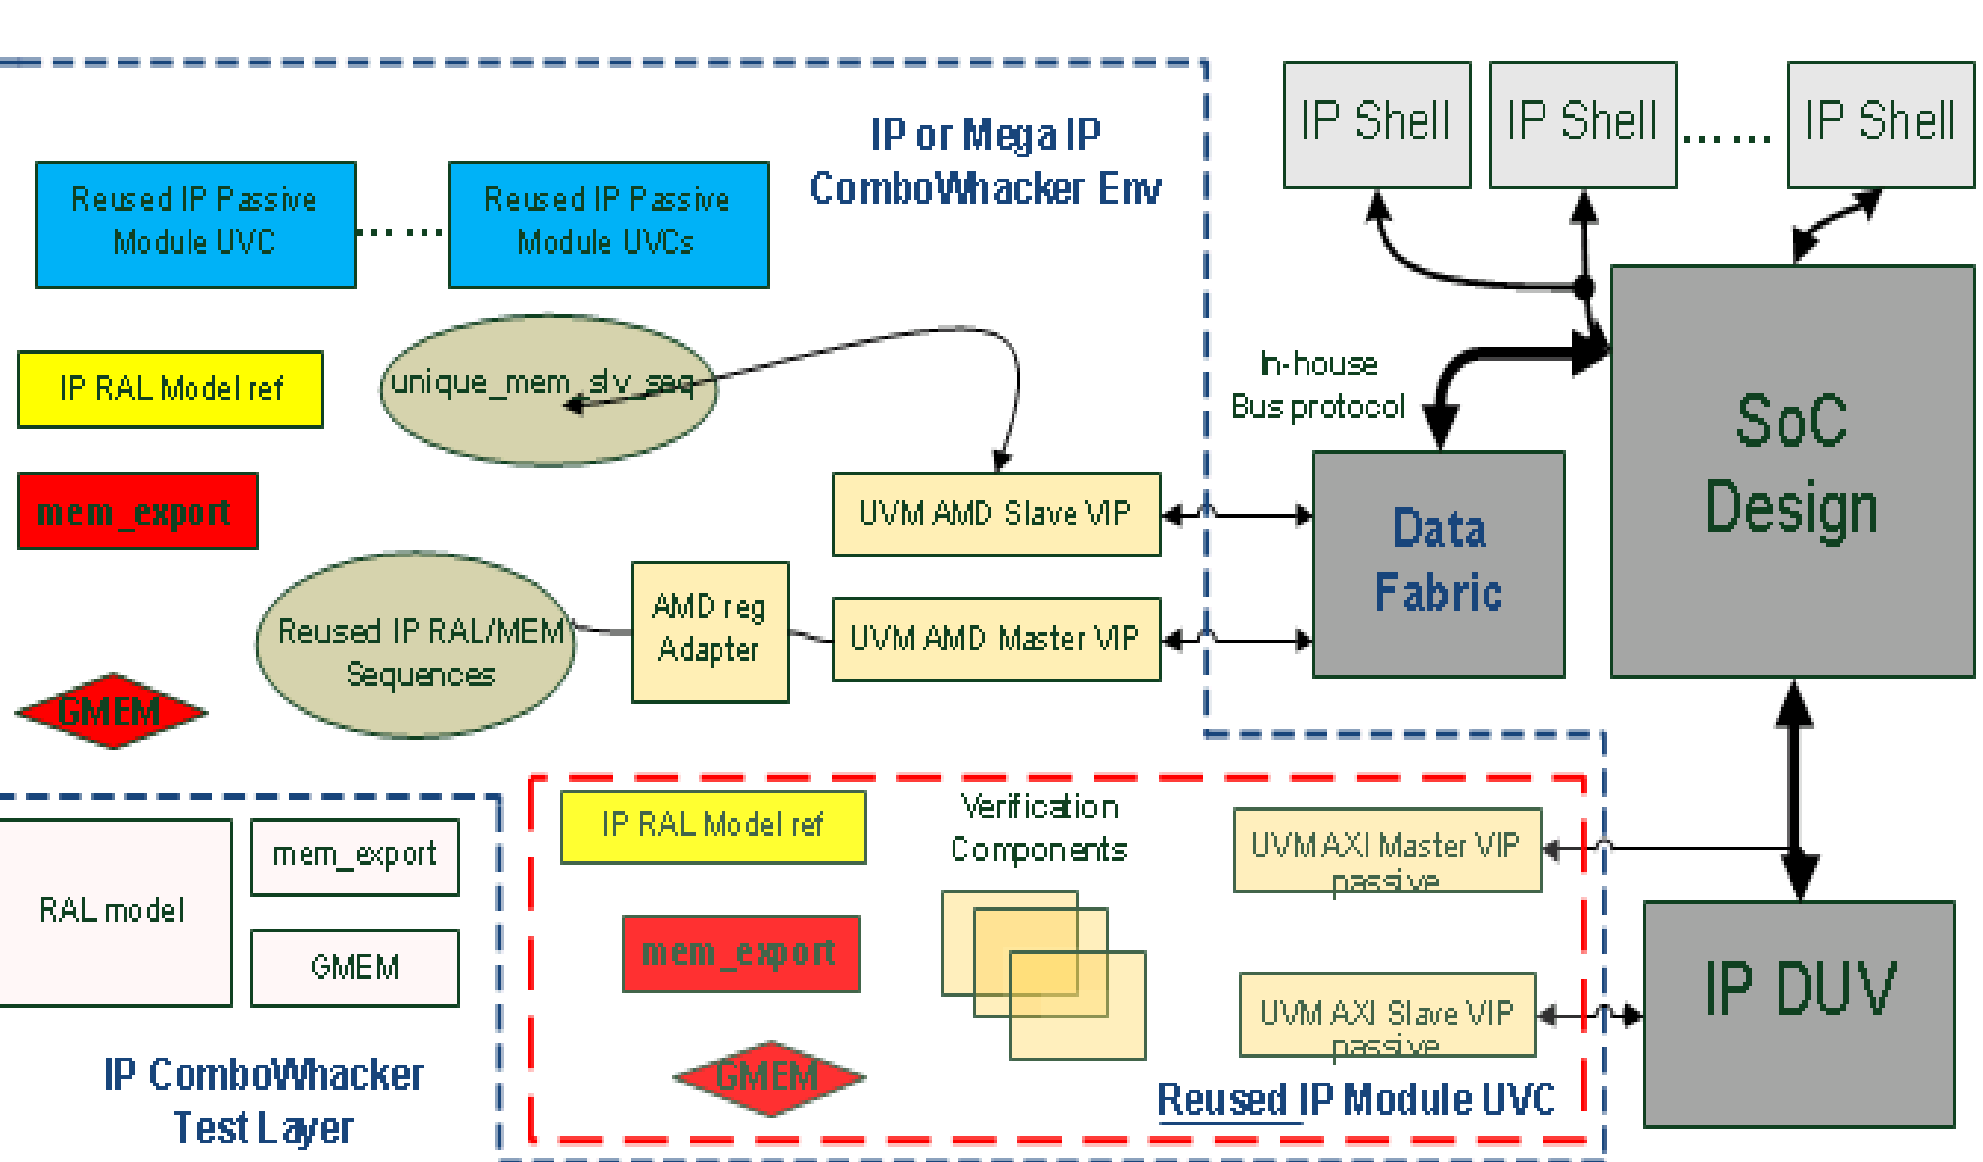 IP or Mega IP
ComboWhacker Env
IP Shell
IP Shell
......
IP Shell
Reused IP Passive
Module UVC
......
Reused IP Passive
Module UVCs
IP RAL Model ref
unique_mem_slv_seq
In-house
Bus protocol
SoC
Design
mem_export
UVM AMD Slave VIP
Data
Fabric
Reused IP RAL/MEM
Sequences
AMD reg
Adapter
UVM AMD Master VIP
GMEM
RAL model
mem_export
GMEM
IP ComboWhacker
Test Layer
IP RAL Model ref
Verification
Components
UVM AXI Master VIP
passive
mem_export
GMEM
UVM AXI Slave VIP
passive
Reused IP Module UVC
IP DUV